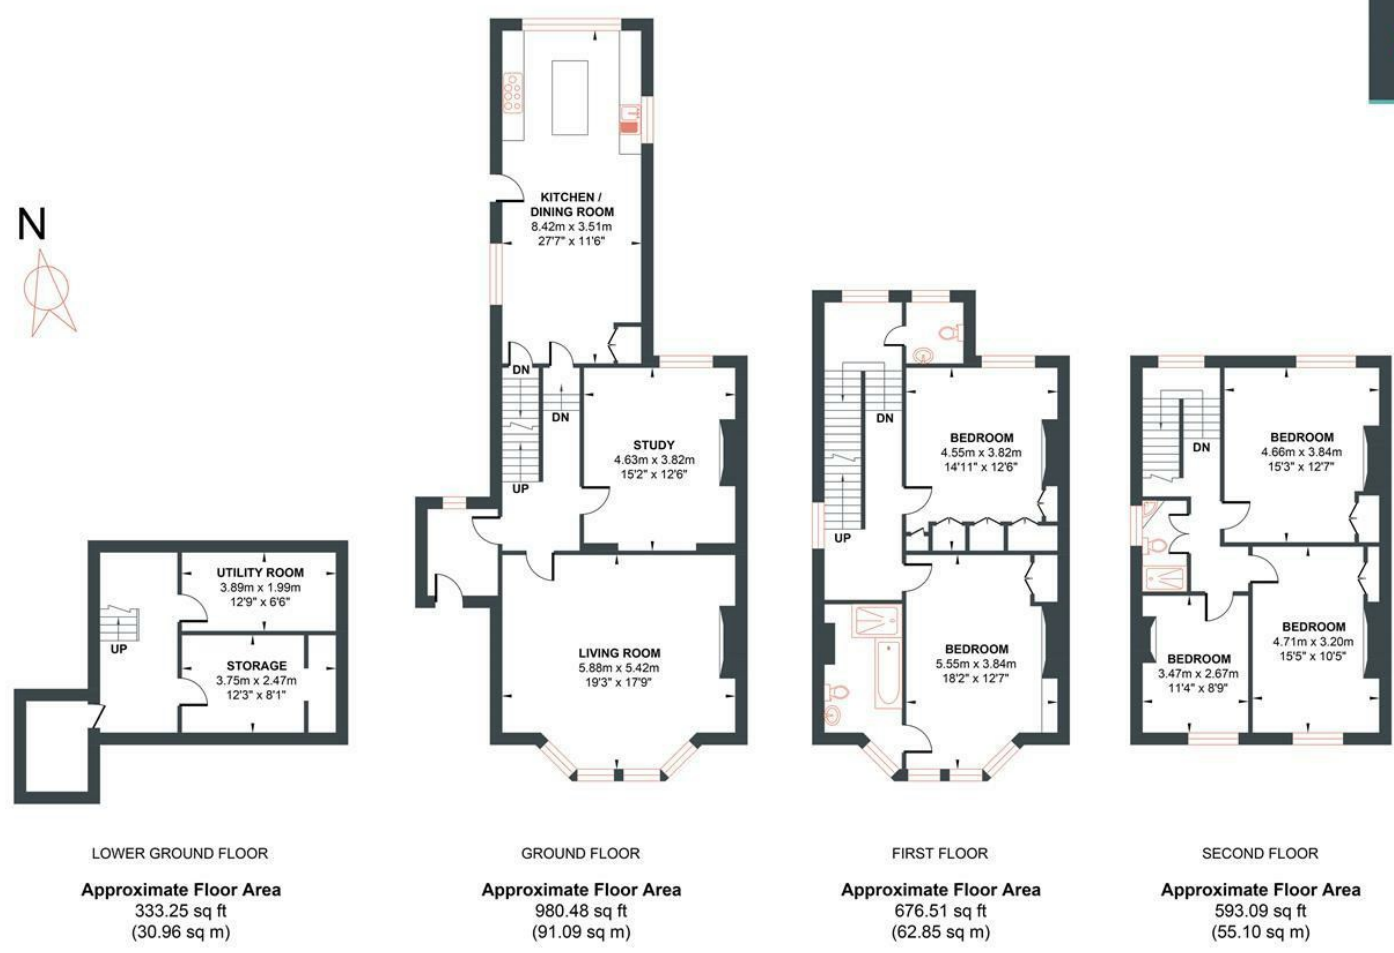 N
KITCHEN /
DINING ROOM
8.42m x 3.51m
27'7" x 11'6"
DN
DN
UP
STUDY
4.63m x 3.82m
15'2" x 12'6"
LIVING ROOM
5.88m x 5.42m
19'3" x 17'9"
UTILITY ROOM
3.89m x 1.99m
12'9" x 6'6"
UP
STORAGE
3.75m x 2.47m
12'3" x 8'1"
DN
UP
BEDROOM
4.55m x 3.82m
14'11" x 12'6"
BEDROOM
5.55m x 3.84m
18'2" x 12'7"
DN
BEDROOM
4.66m x 3.84m
15'3" x 12'7"
BEDROOM
4.71m x 3.20m
15'5" x 10'5"
BEDROOM
3.47m x 2.67m
11'4" x 8'9"
LOWER GROUND FLOOR
Approximate Floor Area
333.25 sq ft
(30.96 sq m)
GROUND FLOOR
Approximate Floor Area
980.48 sq ft
(91.09 sq m)
FIRST FLOOR
Approximate Floor Area
676.51 sq ft
(62.85 sq m)
SECOND FLOOR
Approximate Floor Area
593.09 sq ft
(55.10 sq m)